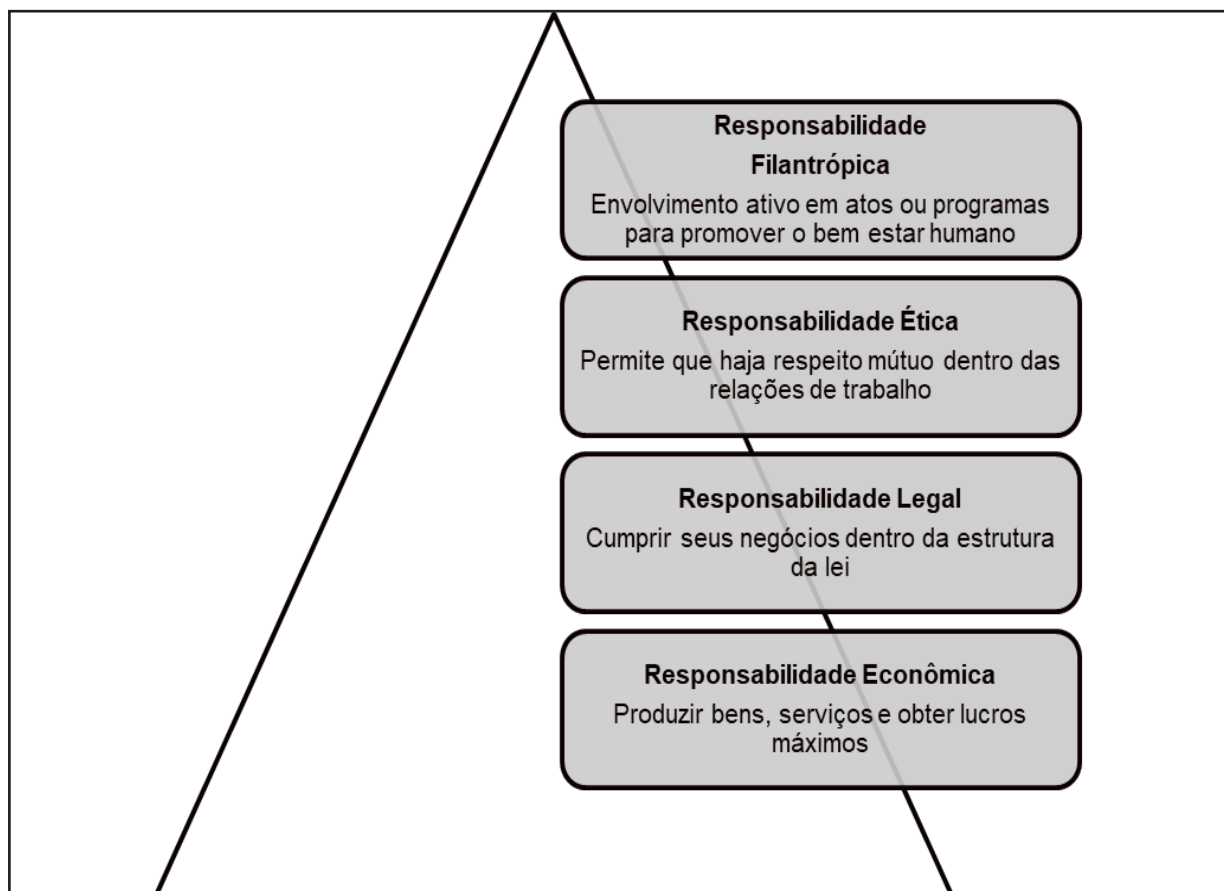 Responsabilidade
Filantrópica
Envolvimento ativo em atos ou programas
para promover o bem estar humano
Responsabilidade Ética
Permite que haja respeito mútuo dentro das
relações de trabalho
Responsabilidade Legal
Cumprir seus negócios dentro da estrutura
da lei
Responsabilidade Econômica
Produzir bens, serviços e obter lucros
máximos